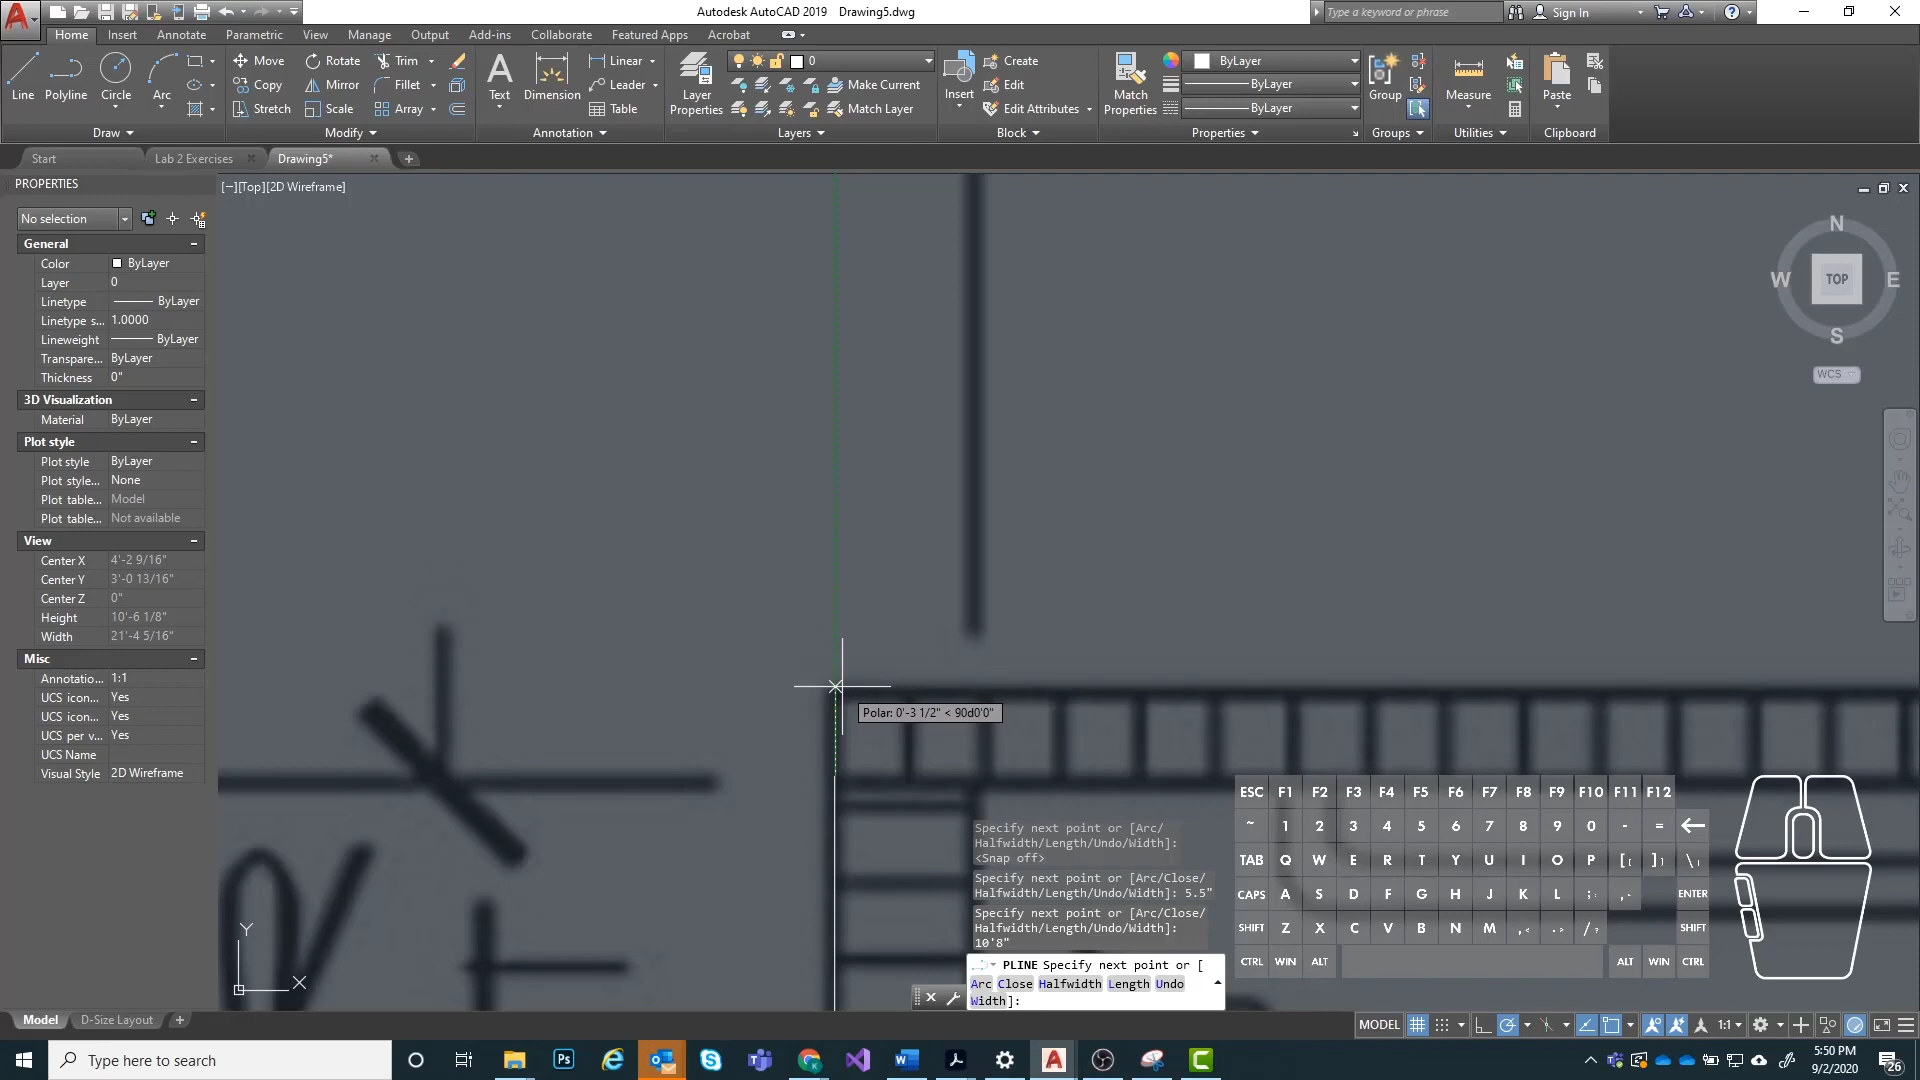 Autodesk AutoCAD 2019 Drawing5.dwg
Type a keyword or phrase
Sign In
Home Insert Annotate Parametric View Manage Output Add-ins Collaborate Featured Apps Acrobat
Line Polyline Circle Arc
Move Rotate Trim
Copy Mirror Fillet
Stretch Scale Array
Text Dimension
Linear
Leader
Table
Layer Properties
0
Make Current
Match Layer
Insert
Create
Edit
Edit Attributes
Match Properties
ByLayer
ByLayer
ByLayer
Group Measure Paste
Draw Modify Annotation Layers Block Properties Groups Utilities Clipboard
Start Lab 2 Exercises Drawing5*
PROPERTIES
[−][Top][2D Wireframe]
No selection
General
Color ByLayer
Layer 0
Linetype ByLayer
Linetype s... 1.0000
Lineweight ByLayer
Transpare... ByLayer
Thickness 0"
3D Visualization
Material ByLayer
Plot style
Plot style ByLayer
Plot style... None
Plot table... Model
Plot table... Not available
View
Center X 4'-2 9/16"
Center Y 3'-0 13/16"
Center Z 0"
Height 10'-6 1/8"
Width 21'-4 5/16"
Misc
Annotatio... 1:1
UCS icon... Yes
UCS icon... Yes
UCS per v... Yes
UCS Name
Visual Style 2D Wireframe
N
W TOP E
S
WCS
Polar: 0'-3 1/2" < 90d0'0"
Specify next point or [Arc/
Halfwidth/Length/Undo/Width]:
<Snap off>
Specify next point or [Arc/Close/
Halfwidth/Length/Undo/Width]: 5.5"
Specify next point or [Arc/Close/
Halfwidth/Length/Undo/Width]:
10'8"
PLINE Specify next point or [
Arc Close Halfwidth Length Undo
Width]:
ESC F1 F2 F3 F4 F5 F6 F7 F8 F9 F10 F11 F12
~ 1 2 3 4 5 6 7 8 9 0 - =
TAB Q W E R T Y U I O P [{ ]} \|
CAPS A S D F G H J K L ;: ,. ENTER
SHIFT Z X C V B N M ,< .> /? SHIFT
CTRL WIN ALT ALT WIN CTRL
Y
X
Model D-Size Layout
MODEL 1:1
Type here to search
Ps
5:50 PM
9/2/2020
26